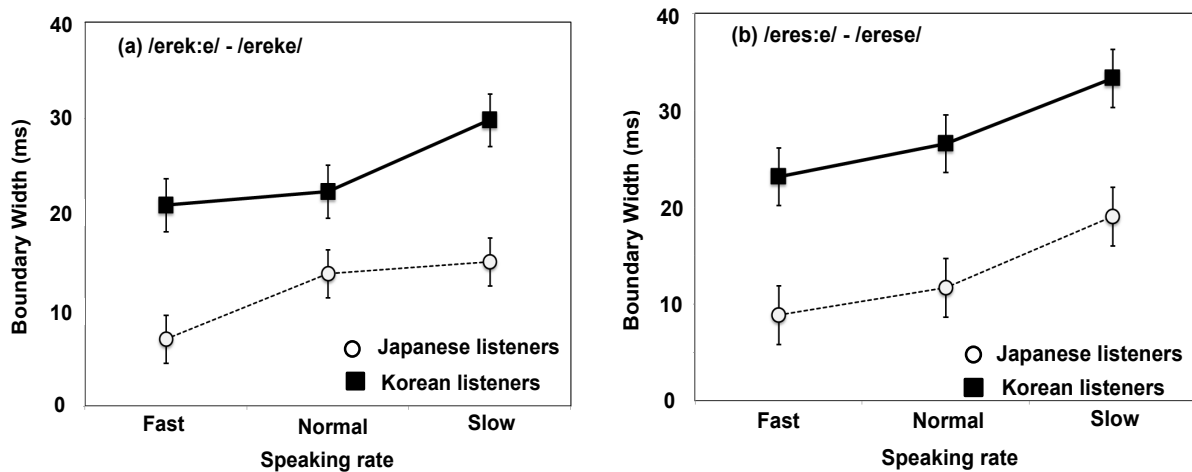 40
30
20
10
0
Boundary Width (ms)
(a) /erek:e/ - /ereke/
Japanese listeners
Korean listeners
Fast Normal Slow
Speaking rate
40
30
20
10
0
Boundary Width (ms)
(b) /eres:e/ - /erese/
Japanese listeners
Korean listeners
Fast Normal Slow
Speaking rate